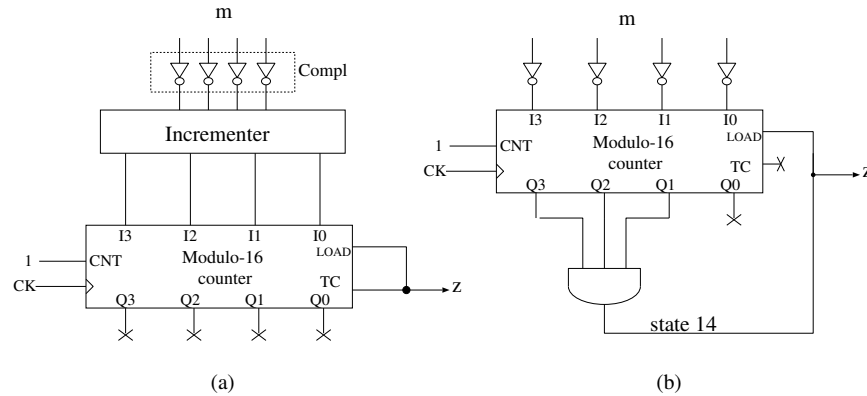 m
Compl
Incrementer
I3 I2 I1 I0
LOAD
1 CNT Modulo-16
counter
CK TC z
Q3 Q2 Q1 Q0
(a)
m
I3 I2 I1 I0
LOAD
1 CNT Modulo-16
counter
TC
CK z
Q3 Q2 Q1 Q0
state 14
(b)